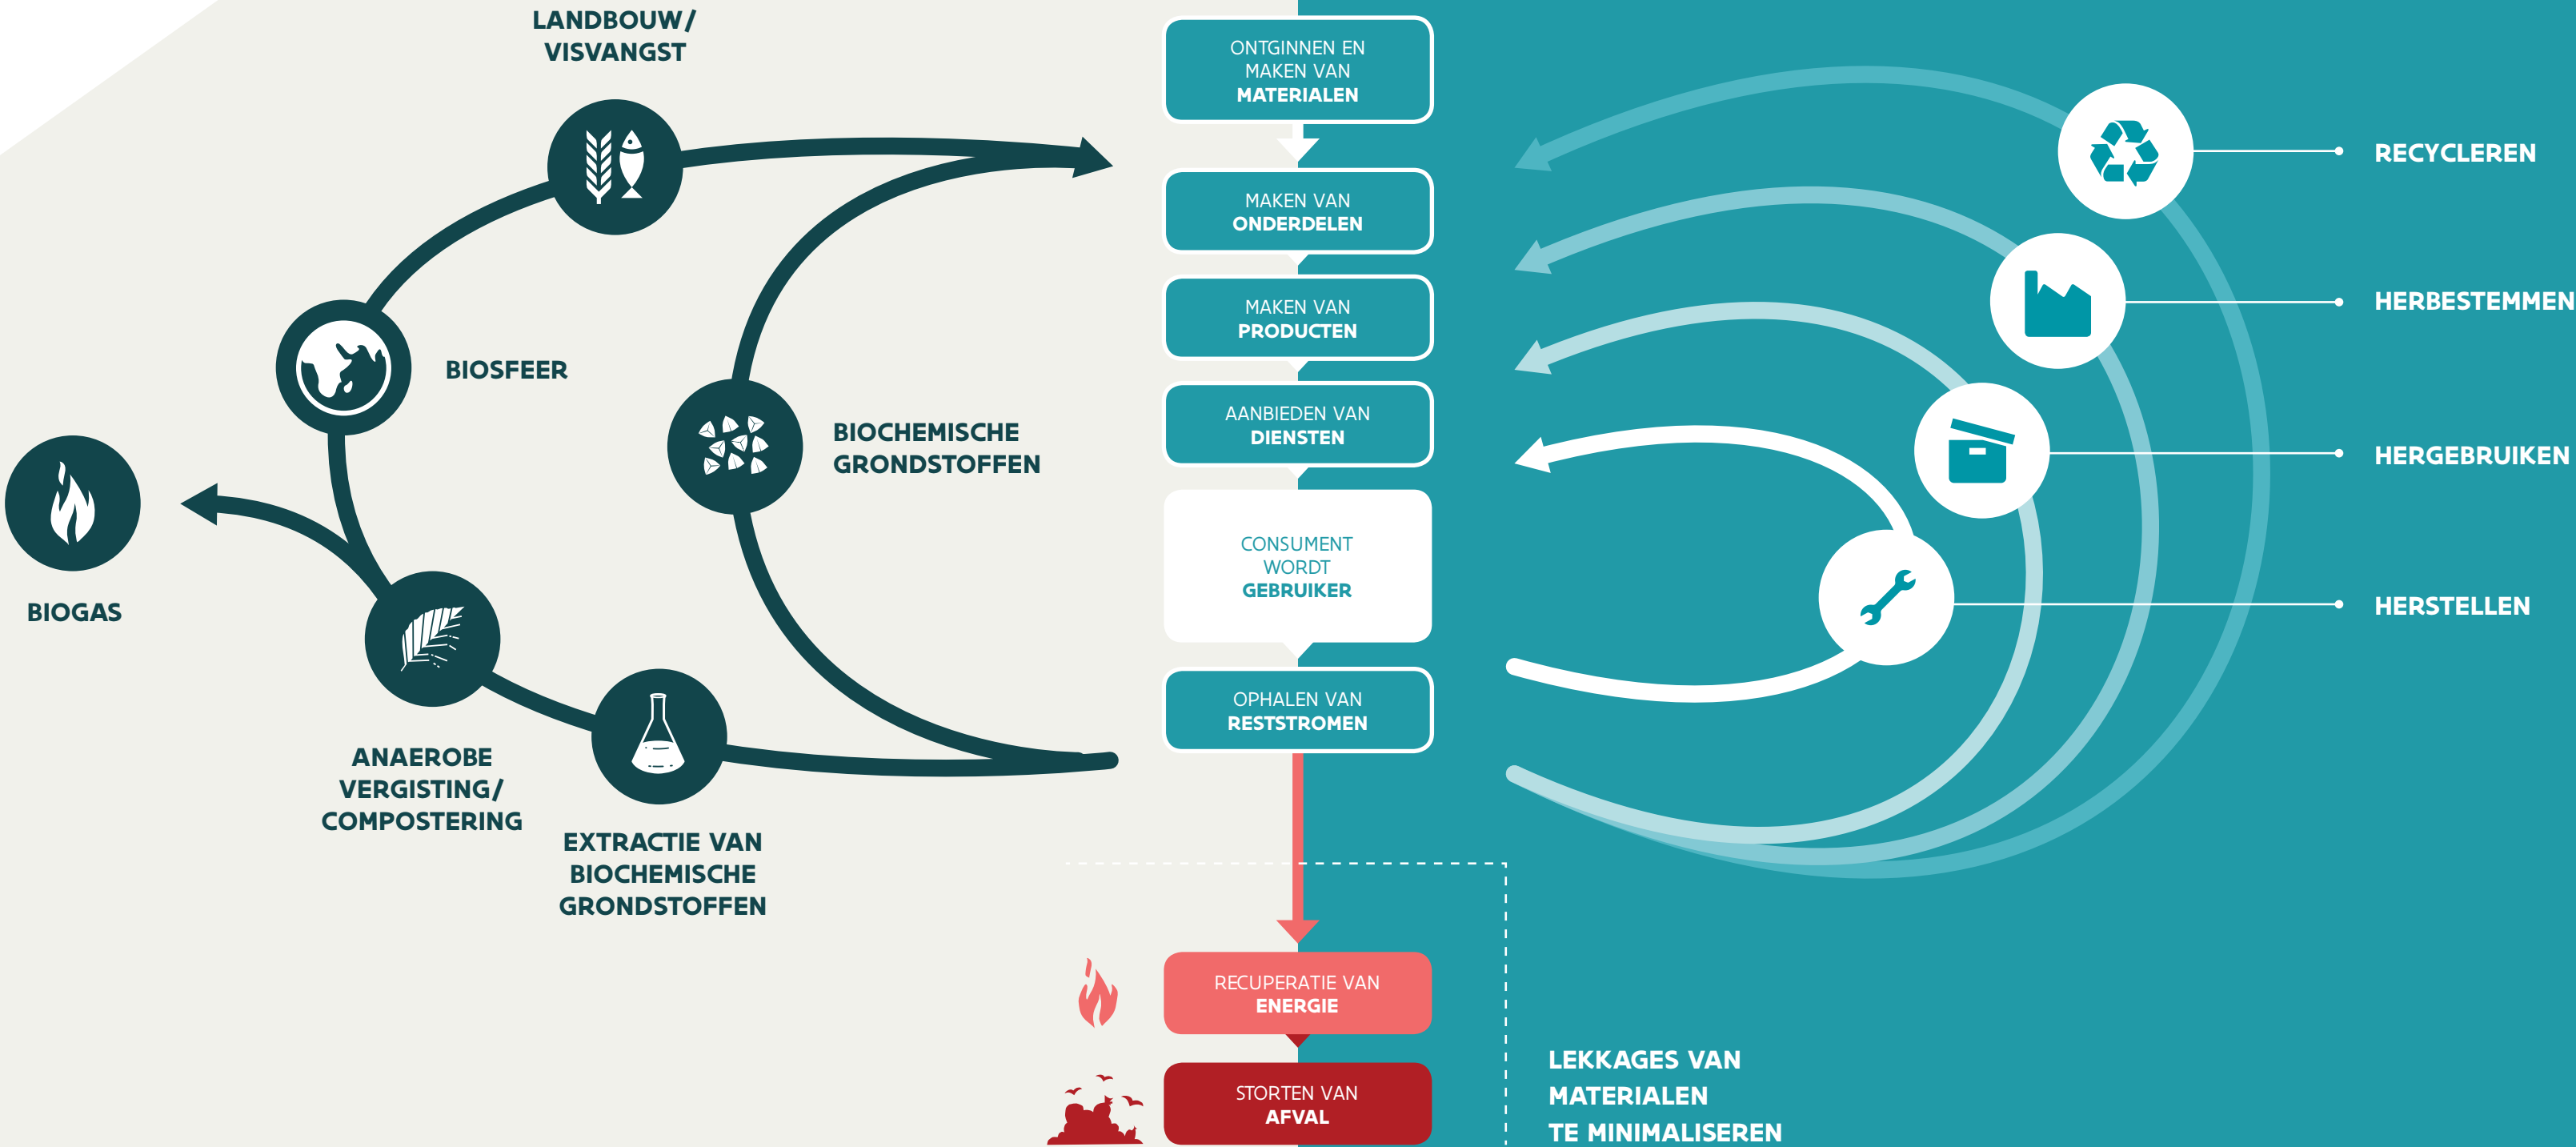 LANDBOUW/
VISVANGST
BIOSFEER
BIOCHEMISCHE
GRONDSTOFFEN
BIOGAS
ANAEROBE
VERGISTING/
COMPOSTERING
EXTRACTIE VAN
BIOCHEMISCHE
GRONDSTOFFEN
ONTGINNEN EN
MAKEN VAN
MATERIALEN
MAKEN VAN
ONDERDELEN
MAKEN VAN
PRODUCTEN
AANBIEDEN VAN
DIENSTEN
CONSUMENT
WORDT
GEBRUIKER
OPHALEN VAN
RESTSTROMEN
RECUPERATIE VAN
ENERGIE
STORTEN VAN
AFVAL
RECYCLEREN
HERBESTEMMEN
HERGEBRUIKEN
HERSTELLEN
LEKKAGES VAN
MATERIALEN
TE MINIMALISEREN